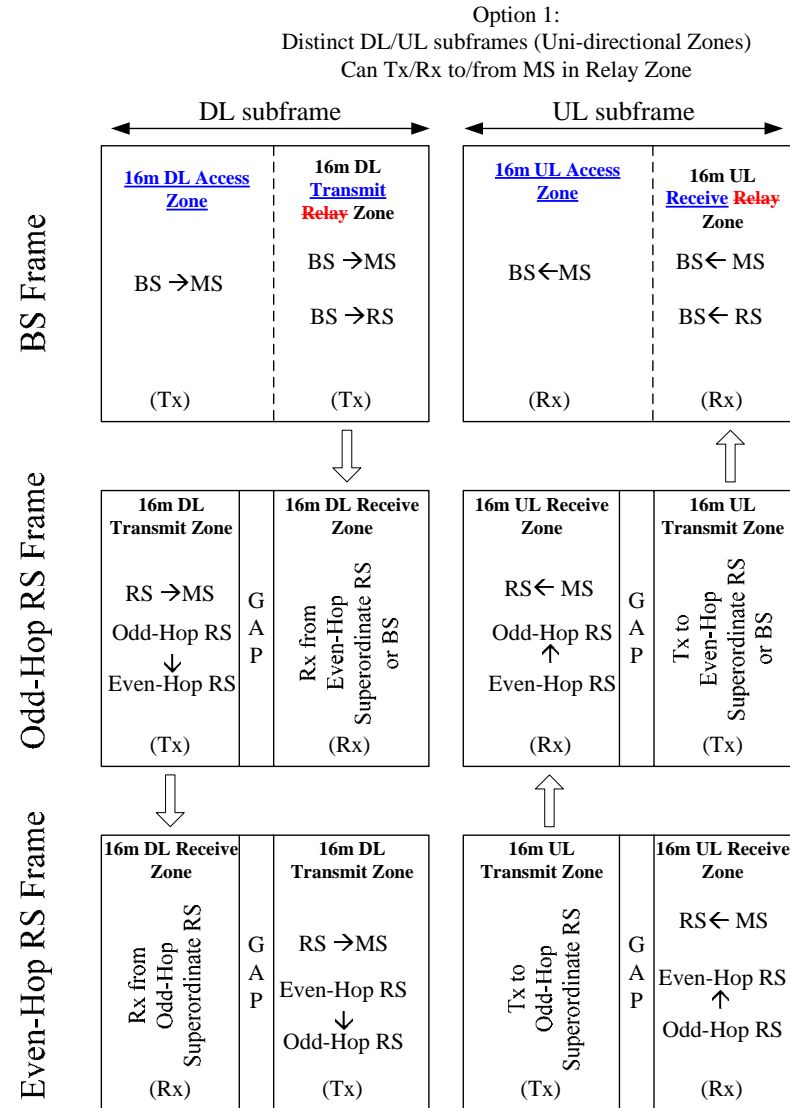 Option 1:
Distinct DL/UL subframes (Uni-directional Zones)
Can Tx/Rx to/from MS in Relay Zone
DL subframe
UL subframe
BS Frame
16m DL Access
Zone
BS →MS
(Tx)
16m DL
Transmit
Relay Zone
BS →MS
BS →RS
(Tx)
16m UL Access
Zone
BS←MS
(Rx)
16m UL
Receive Relay
Zone
BS← MS
BS← RS
(Rx)
Odd-Hop RS Frame
16m DL
Transmit Zone
RS →MS
Odd-Hop RS
↓
Even-Hop RS
(Tx)
GAP
16m DL Receive
Zone
Rx from
Even-Hop
Superordinate RS
or BS
(Rx)
16m UL Receive
Zone
RS← MS
Odd-Hop RS
↑
Even-Hop RS
(Rx)
GAP
16m UL
Transmit Zone
Tx to
Even-Hop
Superordinate RS
or BS
(Tx)
Even-Hop RS Frame
16m DL Receive
Zone
Rx from
Odd-Hop
Superordinate RS
(Rx)
GAP
16m DL
Transmit Zone
RS →MS
Even-Hop RS
↓
Odd-Hop RS
(Tx)
16m UL
Transmit Zone
Tx to
Odd-Hop
Superordinate RS
(Tx)
GAP
16m UL Receive
Zone
RS← MS
Even-Hop RS
↑
Odd-Hop RS
(Rx)